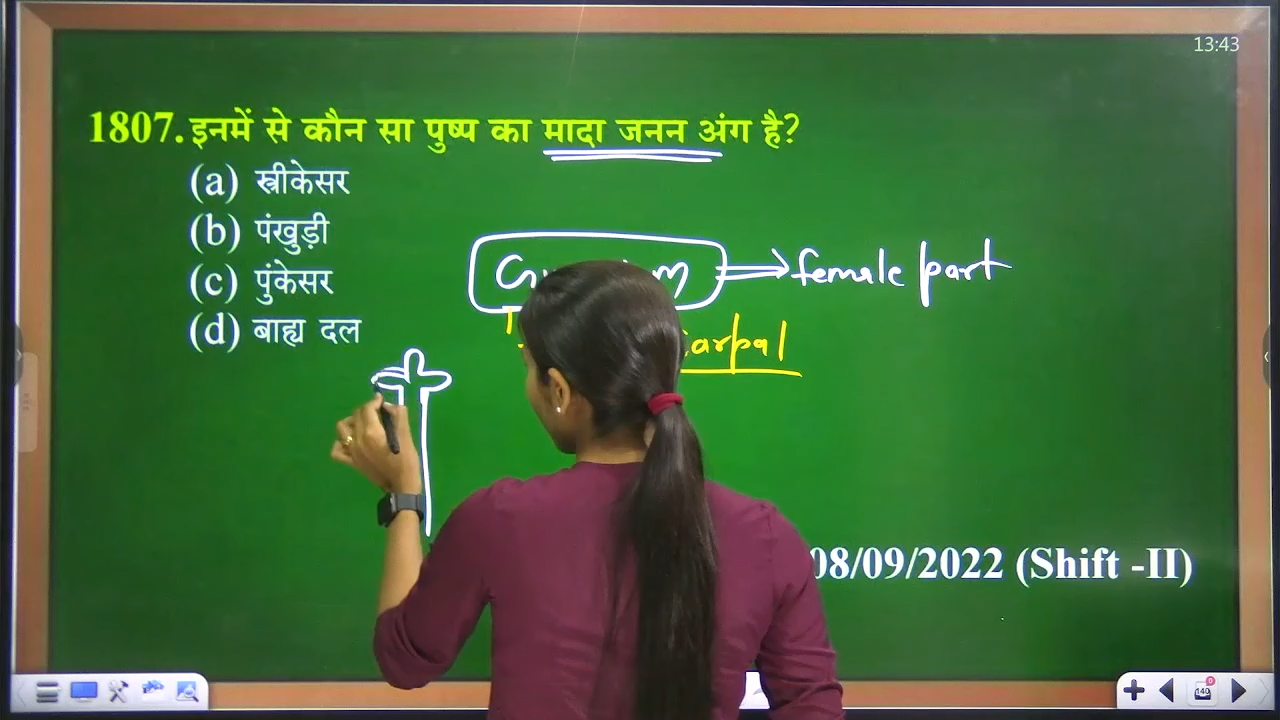 13:43
1807. इनमें से कौन सा पुष्प का मादा जनन अंग है?
(a) स्त्रीकेसर
(b) पंखुड़ी
(c) पुंकेसर
(d) बाह्य दल
female part
08/09/2022 (Shift -II)